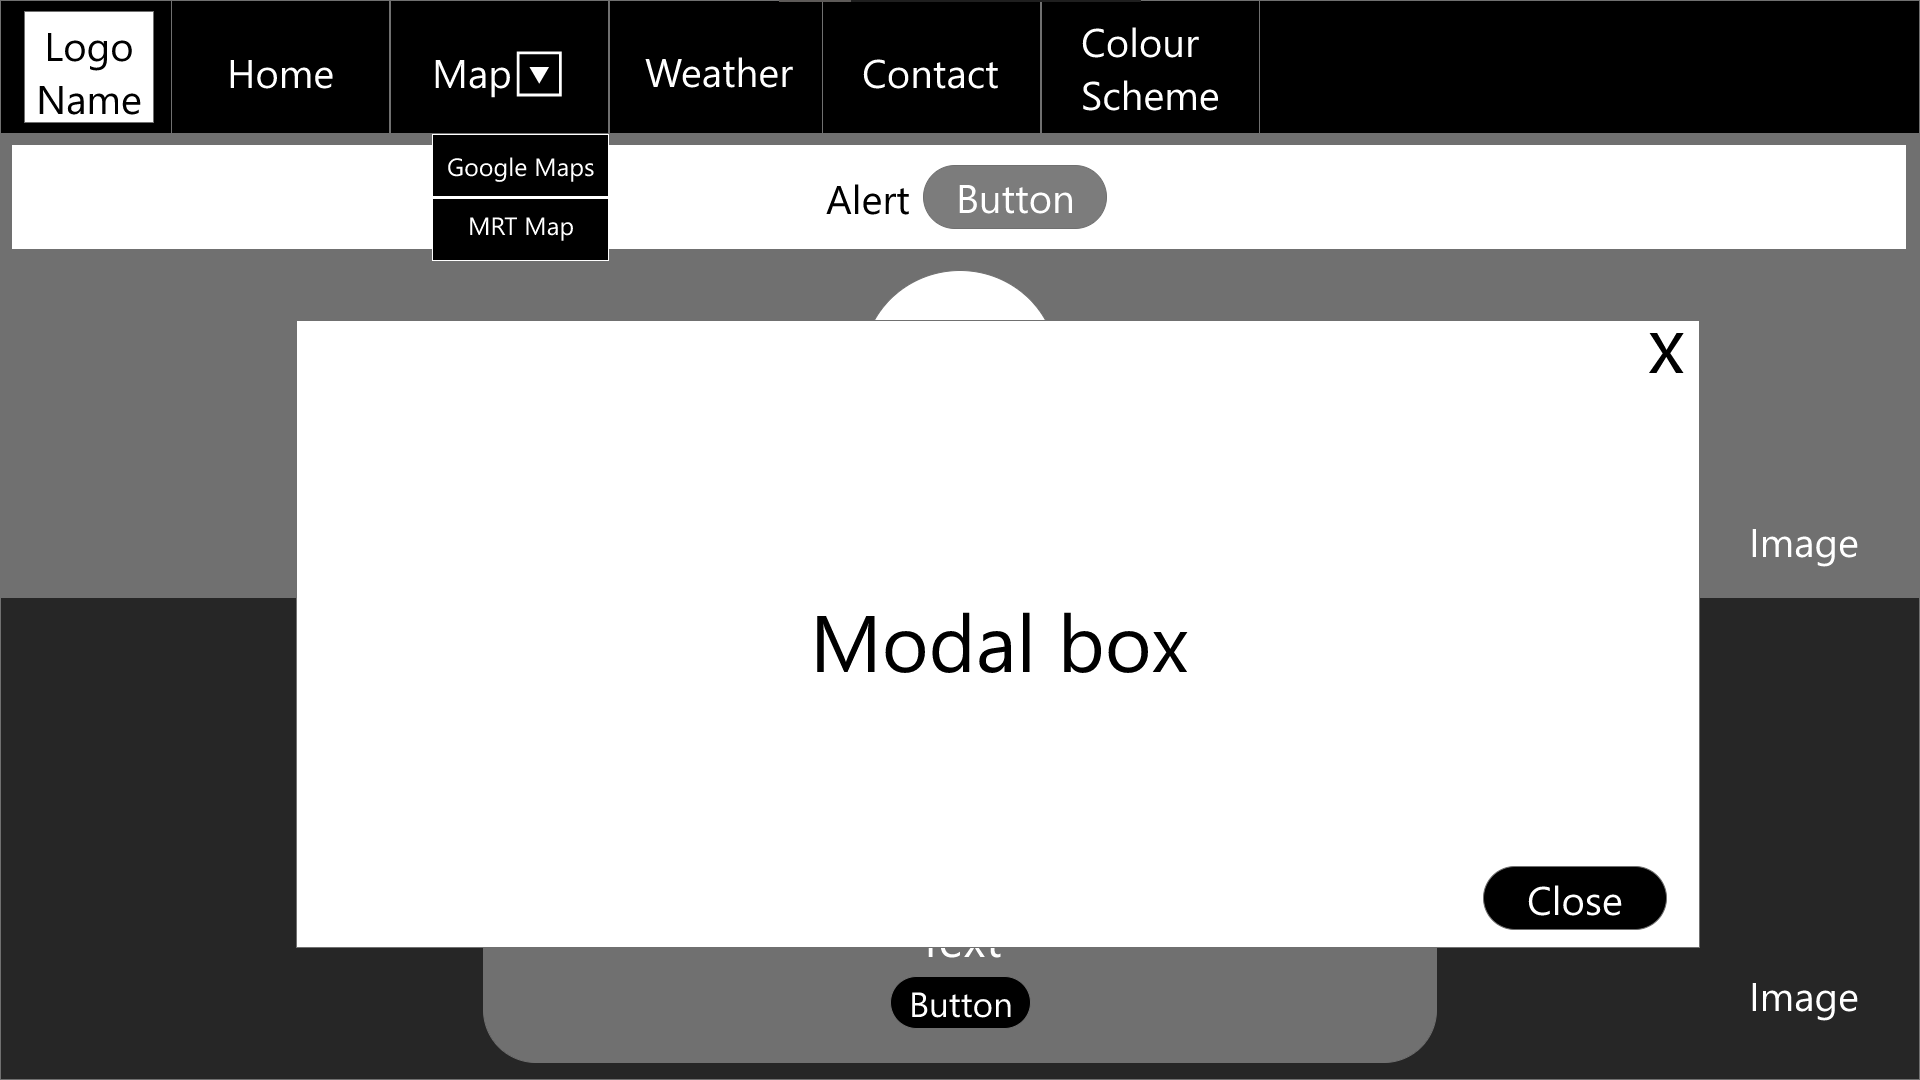 Logo
Name
Home
Map
Weather
Contact
Colour
Scheme
Google Maps
MRT Map
Alert
Button
X
Image
Modal box
Close
Text
Button
Image